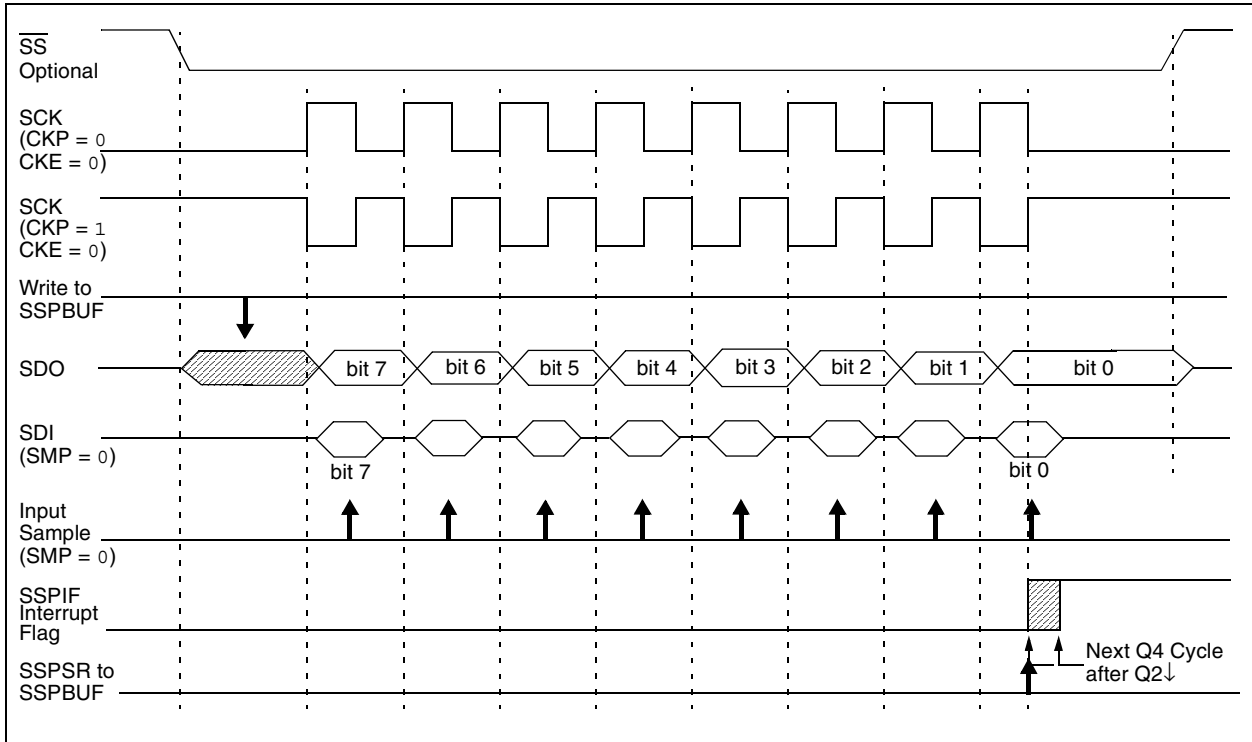 SS
Optional
SCK
(CKP = 0
CKE = 0)
SCK
(CKP = 1
CKE = 0)
Write to
SSPBUF
SDO
bit 7
bit 6
bit 5
bit 4
bit 3
bit 2
bit 1
bit 0
SDI
(SMP = 0)
bit 7
bit 0
Input
Sample
(SMP = 0)
SSPIF
Interrupt
Flag
Next Q4 Cycle
after Q2↓
SSPSR to
SSPBUF